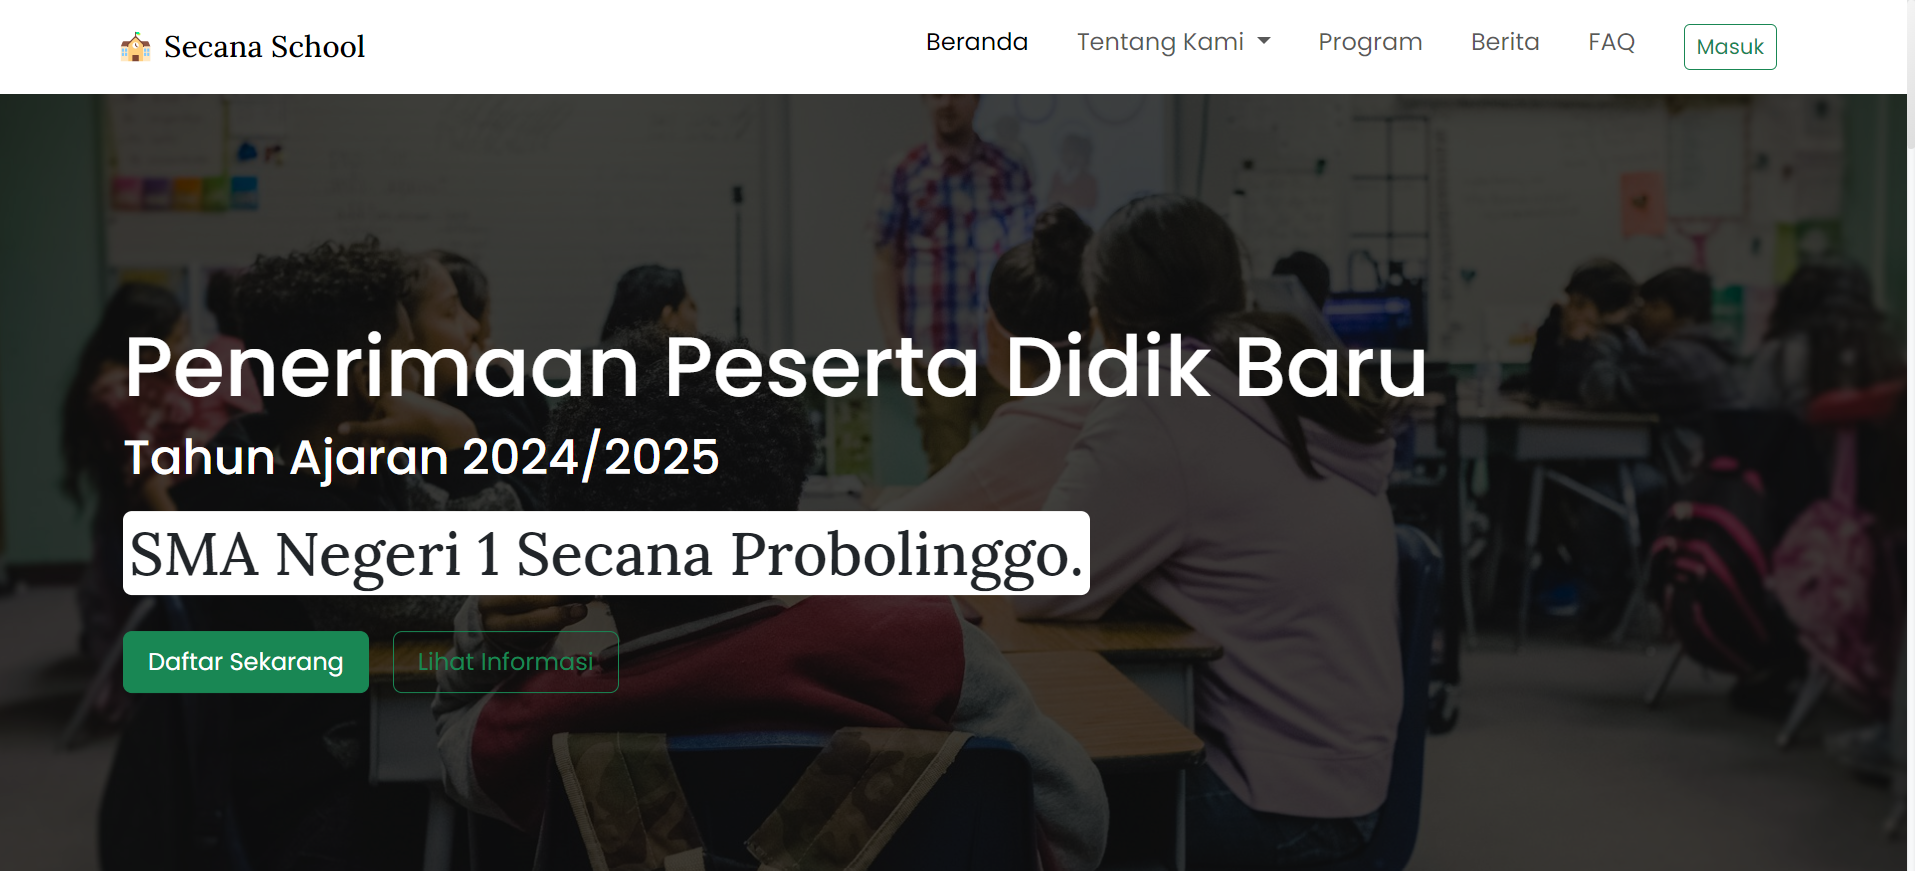 Secana School
Beranda Tentang Kami Program Berita FAQ Masuk
Penerimaan Peserta Didik Baru
Tahun Ajaran 2024/2025
SMA Negeri 1 Secana Probolinggo.
Daftar Sekarang Lihat Informasi